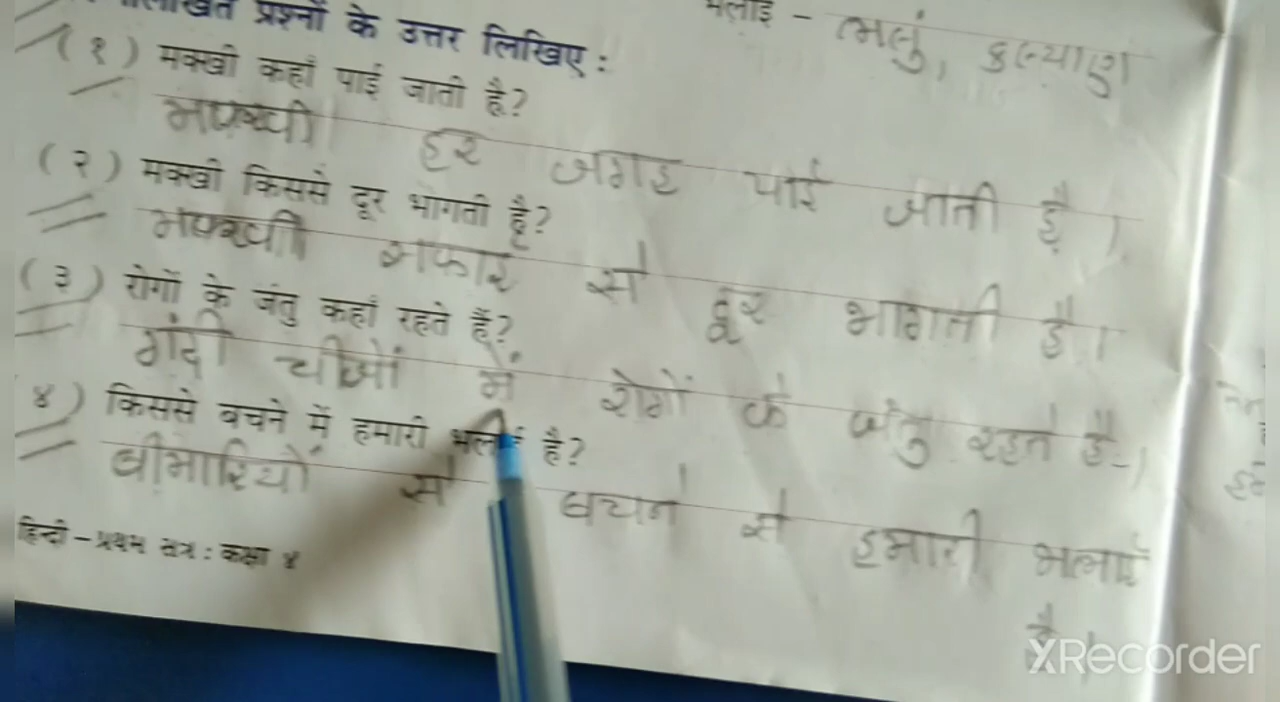 प्रश्नों के उत्तर लिखिए :
भलाई - भलुं, कल्याण
(१) मक्खी कहाँ पाई जाती है?
मक्खी हर जगह पाई जाती है।
(२) मक्खी किससे दूर भागती है?
मक्खी सफाई से दूर भागती है।
(३) रोगों के जंतु कहाँ रहते हैं?
गंदी चीजों में रोगों के जंतु रहते है।
४) किससे बचने में हमारी भलाई है?
बीमारियों से बचने से हमारी भलाई
है।
हिन्दी - प्रथम सत्र : कक्षा ४
XRecorder